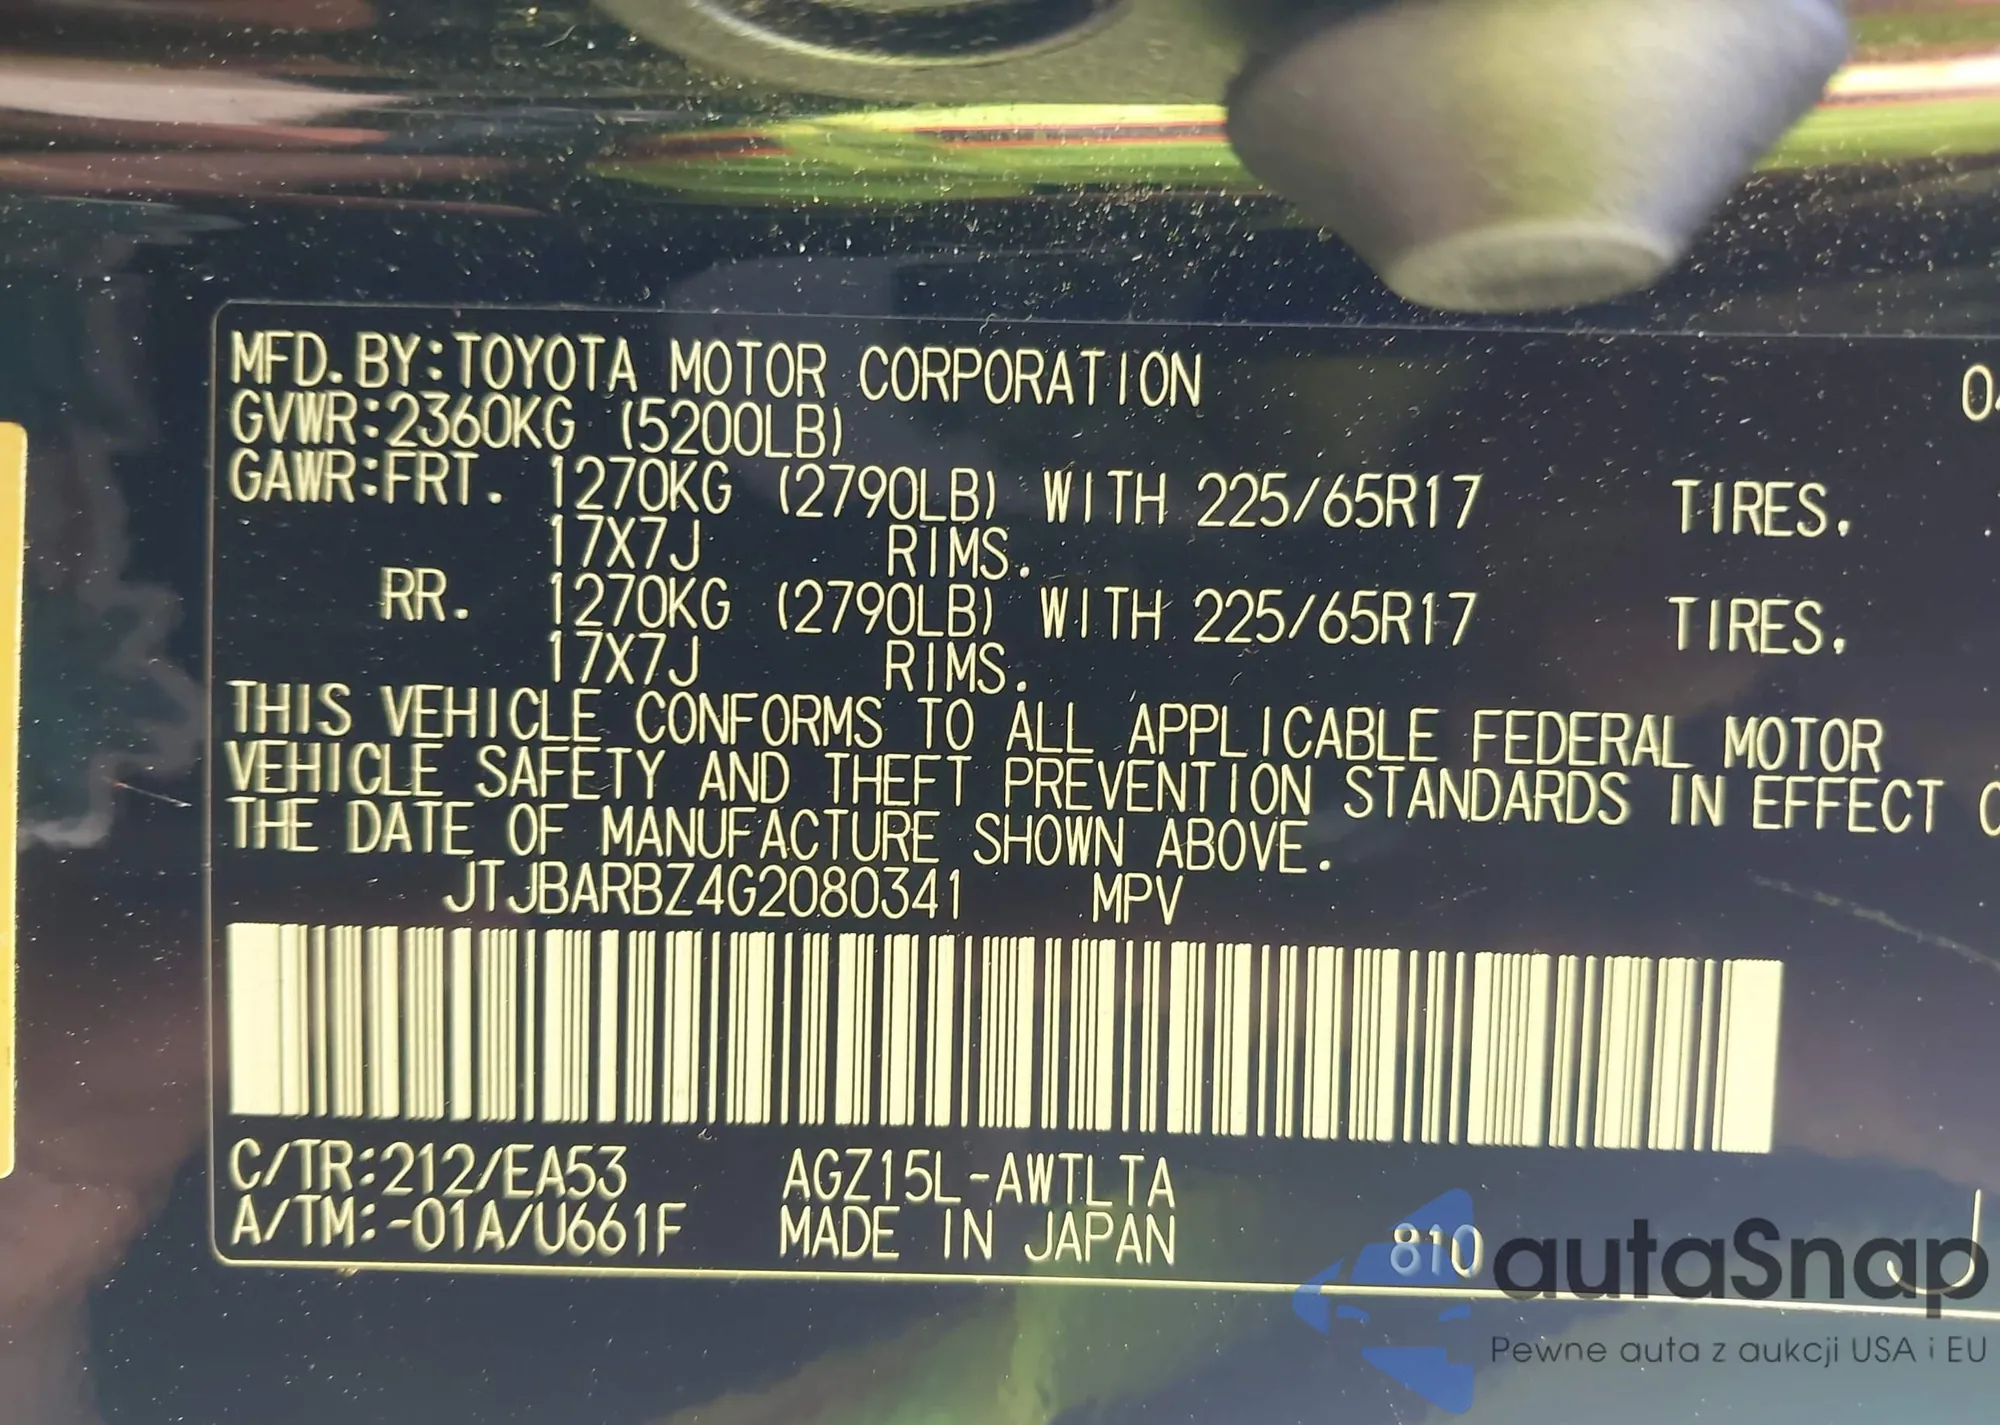 MFD.BY:TOYOTA MOTOR CORPORATION
GVWR:2360KG (5200LB)
GAWR:FRT. 1270KG (2790LB) WITH 225/65R17 TIRES.
17X7J RIMS.
RR. 1270KG (2790LB) WITH 225/65R17 TIRES.
17X7J RIMS.
THIS VEHICLE CONFORMS TO ALL APPLICABLE FEDERAL MOTOR
VEHICLE SAFETY AND THEFT PREVENTION STANDARDS IN EFFECT
THE DATE OF MANUFACTURE SHOWN ABOVE.
JTJBARBZ4G2080341 MPV
C/TR:212/EA53 AGZ15L-AWTLTA
A/TM:-01A/U661F MADE IN JAPAN 810
autaSnap
Pewne auta z aukcji USA i EU